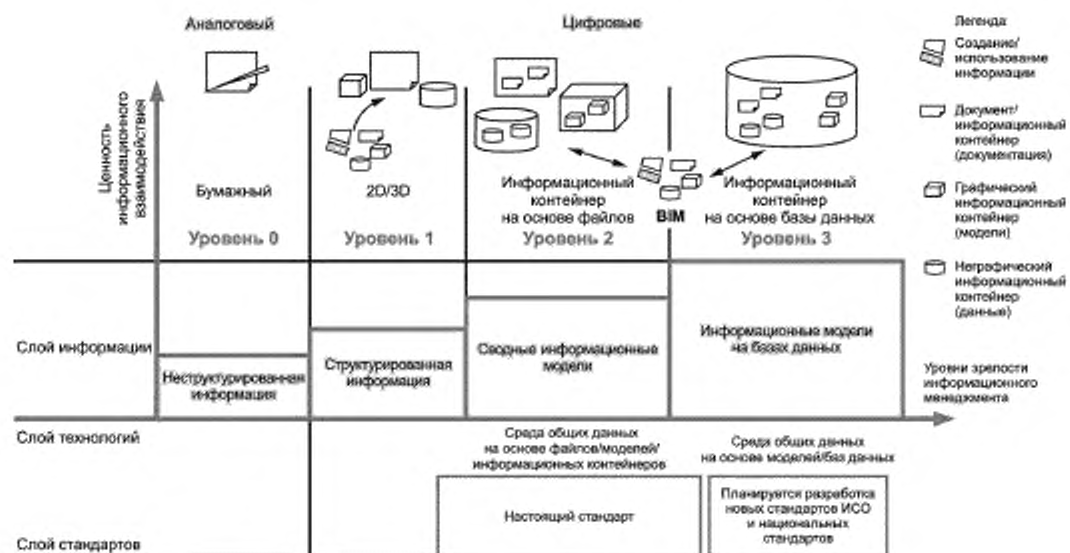 Аналоговый
Цифровые
Легенда
Создание/
использование
информации
Документ/
информационный
контейнер
(документация)
Графический
информационный
контейнер
(модели)
Неграфический
информационный
контейнер
(данные)
Ценность
информационного
взаимодействия
Бумажный
2D/3D
Информационный
контейнер
на основе файлов
BIM
Информационный
контейнер
на основе базы данных
Уровень 0
Уровень 1
Уровень 2
Уровень 3
Слой информации
Неструктурированная
информация
Структурированная
информация
Сводные информационные
модели
Информационные модели
на базах данных
Уровни зрелости
информационного
менеджмента
Слой технологий
Среда общих данных
на основе файлов/моделей/
информационных контейнеров
Среда общих данных
на основе моделей/баз данных
Слой стандартов
Настоящий стандарт
Планируется разработка
новых стандартов ИСО
и национальных
стандартов